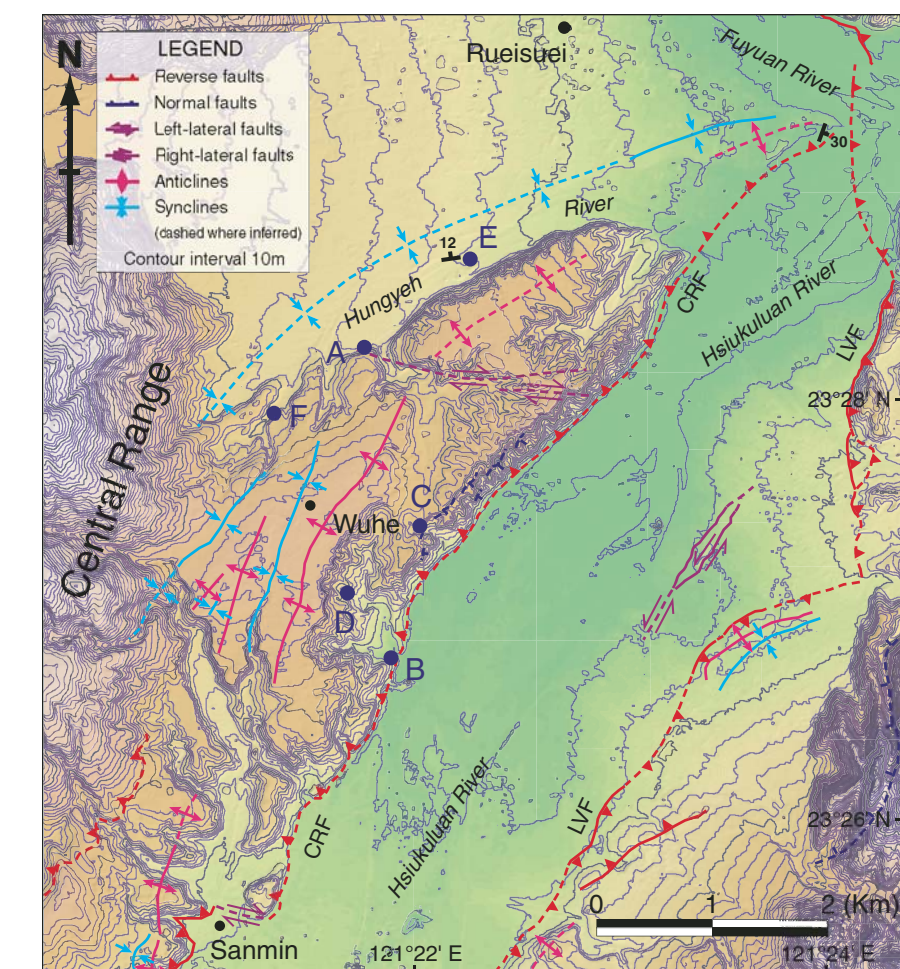 N
LEGEND
Reverse faults
Normal faults
Left-lateral faults
Right-lateral faults
Anticlines
Synclines
(dashed where inferred)
Contour interval 10m
Rueisuei
Fuyuan River
30
River
12
E
Hungyeh
CRF
Hsiukuluan River
LVF
A
23°28' N
F
Central Range
C
Wuhe
D
B
Hsiukuluan River
LVF
CRF
23 26' N
0 1 2 (Km)
Sanmin
121°22' E
121°24' E